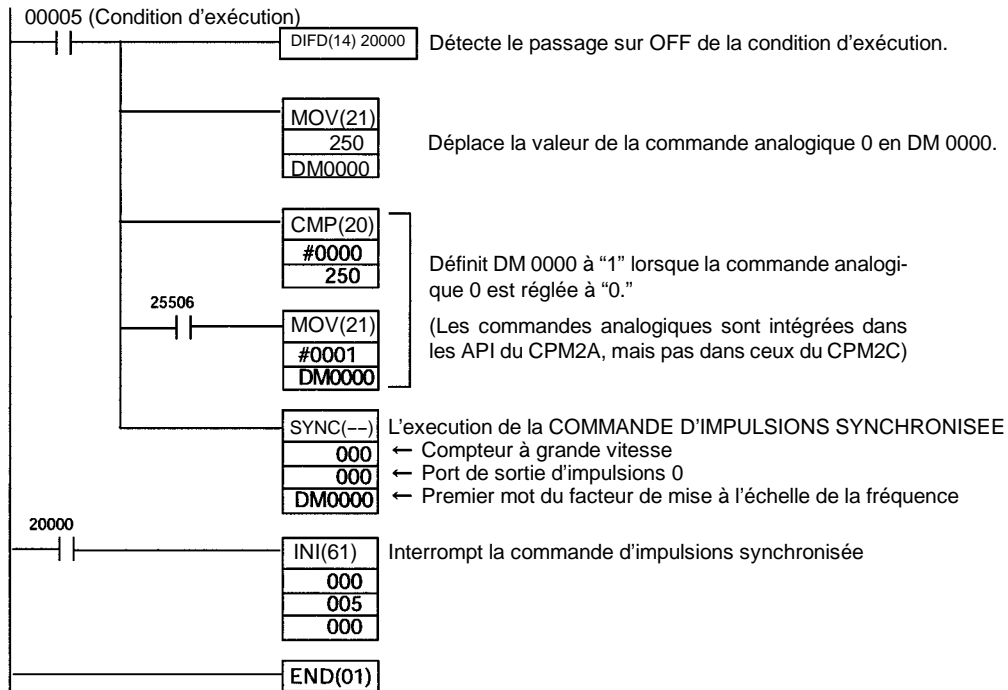 00005 (Condition d'exécution)
DIFD(14) 20000
Détecte le passage sur OFF de la condition d'exécution.
MOV(21)
250
DM0000
Déplace la valeur de la commande analogique 0 en DM 0000.
CMP(20)
#0000
250
Définit DM 0000 à “1” lorsque la commande analogi-
que 0 est réglée à “0.”
25506
MOV(21)
#0001
DM0000
(Les commandes analogiques sont intégrées dans
les API du CPM2A, mais pas dans ceux du CPM2C)
SYNC(––)
L'execution de la COMMANDE D'IMPULSIONS SYNCHRONISEE
000
← Compteur à grande vitesse
000
← Port de sortie d'impulsions 0
DM0000
← Premier mot du facteur de mise à l'échelle de la fréquence
20000
INI(61)
Interrompt la commande d'impulsions synchronisée
000
005
000
END(01)